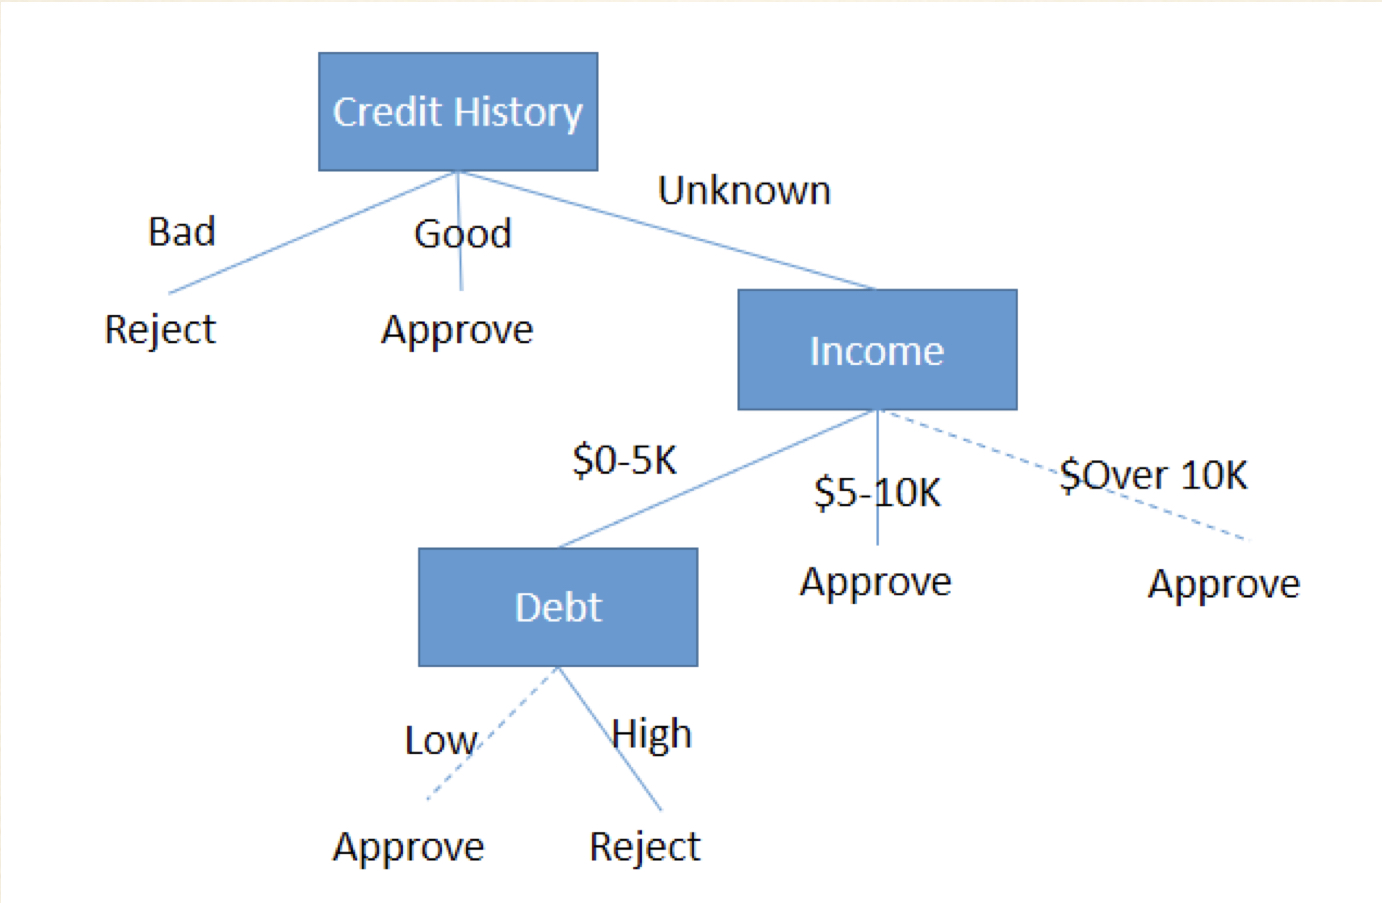 Credit History
Unknown
Bad
Good
Reject
Approve
Income
$0-5K
$5-10K
$Over 10K
Approve
Approve
Debt
Low
High
Approve
Reject